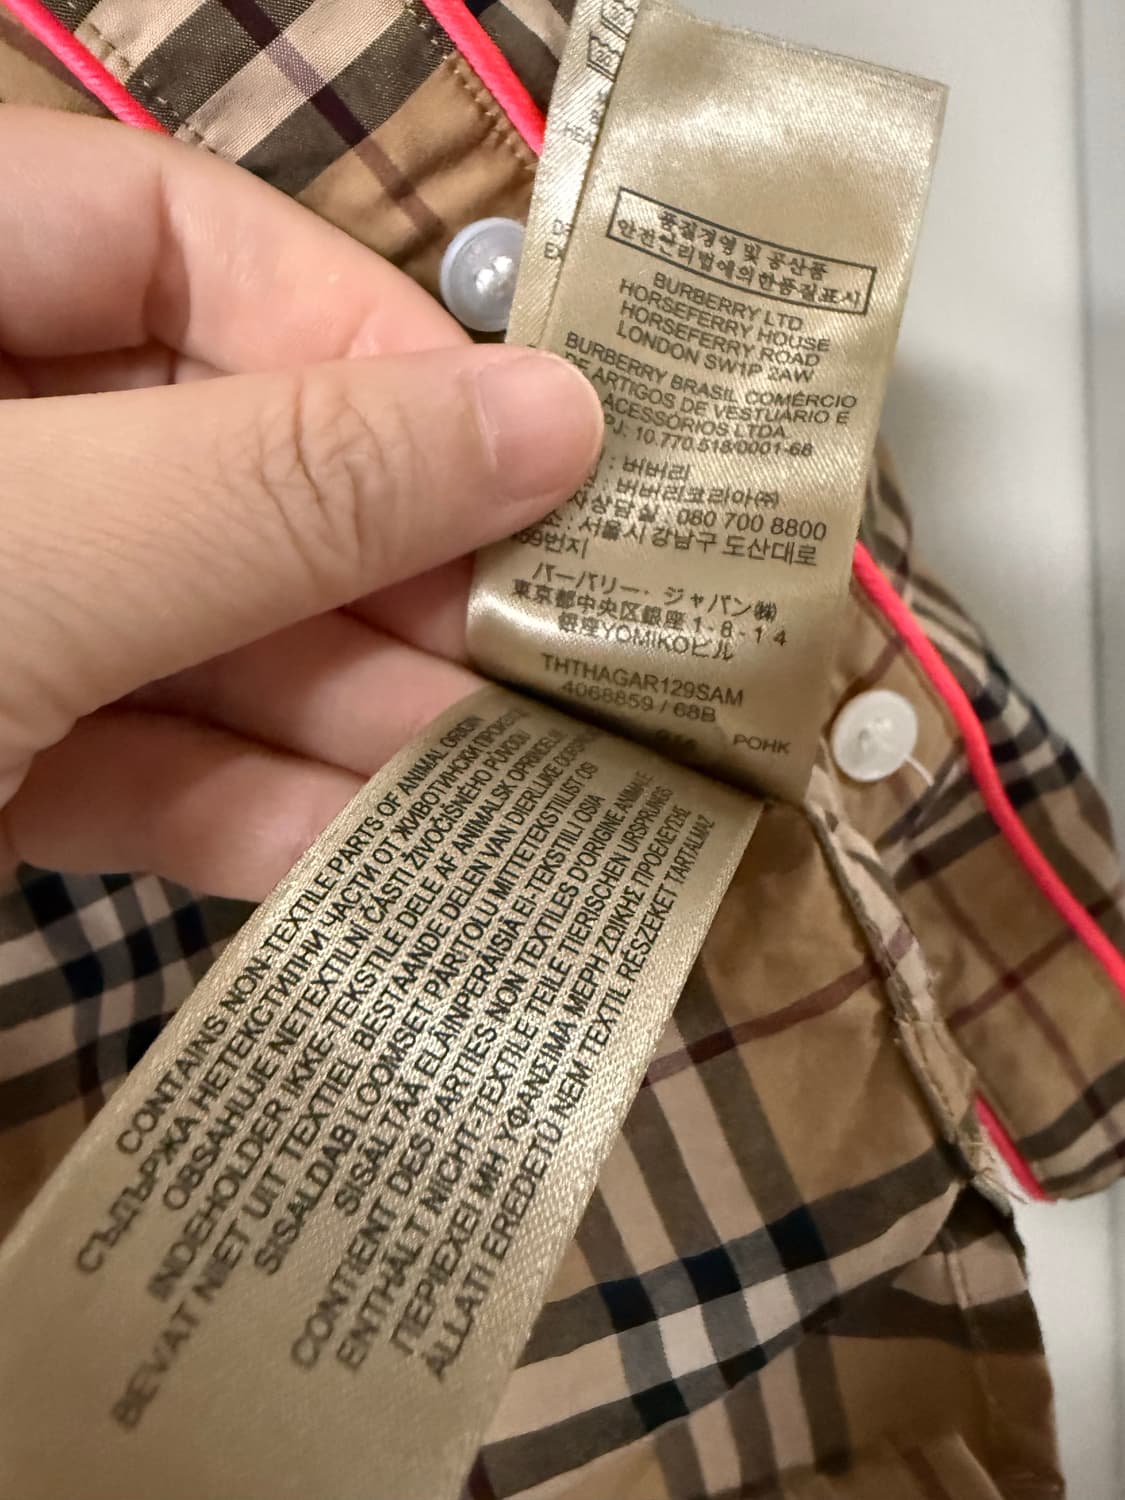 품질경영 및 공산품
안전관리법에의한품질표시
BURBERRY LTD
HORSEFERRY HOUSE
HORSEFERRY ROAD
LONDON SW1P 2AW
BURBERRY BRASIL COMÉRCIO
DE ARTIGOS DE VESTUÁRIO E
ACESSÓRIOS LTDA
PJ: 10.770.518/0001-68
: 버버리
: 버버리코리아㈜
자상담실 : 080 700 8800
: 서울시 강남구 도산대로
59번지
バーバリー・ジャパン㈱
東京都中央区銀座1-8-14
銀座YOMIKOビル
THTHAGAR129SAM
4068859 / 68B
POHK
CONTAINS NON-TEXTILE PARTS OF ANIMAL ORIGIN
СЪДЪРЖА НЕТЕКСТИЛНИ ЧАСТИ ОТ ЖИВОТИНСКИ ПРОИЗХОД
OBSAHUJE NETEXTILNÍ ČÁSTI ŽIVOČIŠNÉHO PŮVODU
INDEHOLDER IKKE-TEKSTILE DELE AF ANIMALSK OPRINDELSE
BEVAT NIET UIT TEXTIEL BESTAANDE DELEN VAN DIERLIJKE OORSPRONG
SISALDAB LOOMSET PÄRITOLU MITTETEKSTIILIST OSI
SISÄLTÄÄ ELÄINPERÄISIÄ EI-TEKSTIILI OSIA
CONTIENT DES PARTIES NON TEXTILES D'ORIGINE ANIMALE
ENTHÄLT NICHT-TEXTILE TEILE TIERISCHEN URSPRUNGS
ΠΕΡΙΕΧΕΙ ΜΗ ΥΦΑΝΣΙΜΑ ΜΕΡΗ ΖΩΙΚΗΣ ΠΡΟΕΛΕΥΣΗΣ
ÁLLATI EREDETŰ NEM TEXTIL RÉSZEKET TARTALMAZ